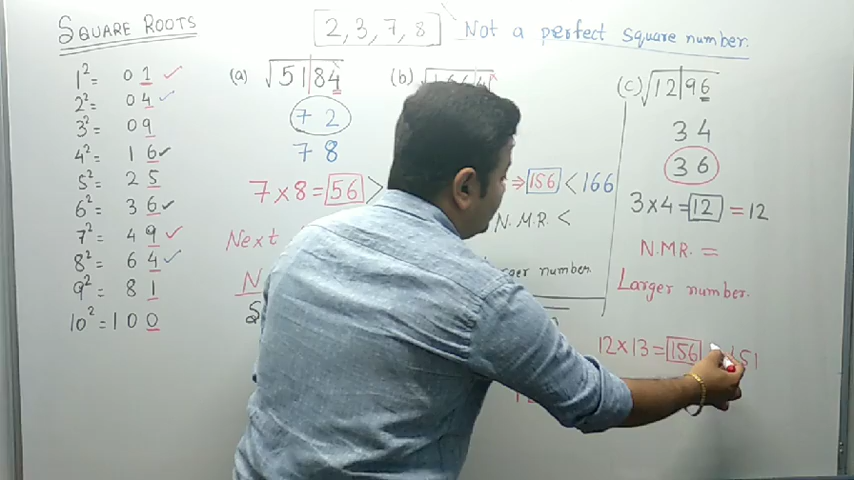 SQUARE ROOTS
2, 3, 7, 8 Not a perfect square number.
1² = 0 1 ✓
2² = 0 4 ✓
3² = 0 9
4² = 1 6 ✓
5² = 2 5
6² = 3 6 ✓
7² = 4 9 ✓
8² = 6 4 ✓
9² = 8 1
10² = 1 0 0
(a) √51|84
7 2
7 8
7 × 8 = 56 >
Next
N
(b)
⇒ 156 < 166
N.M.R. <
number.
(c) √12|96
3 4
3 6
3 × 4 = 12 = 12
N.M.R. =
Larger number.
12 × 13 = 156 151